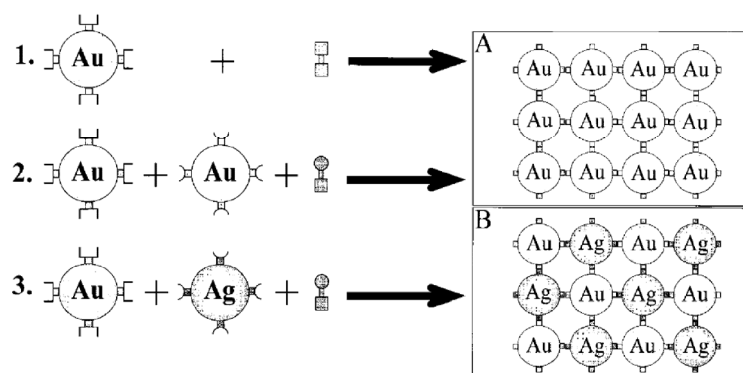 A
1. Au +
Au Au Au Au
2. Au + Au +
Au Au Au Au
Au Au Au Au
3. Au + Ag +
B
Au Ag Au Ag
Ag Au Ag Au
Au Ag Au Ag